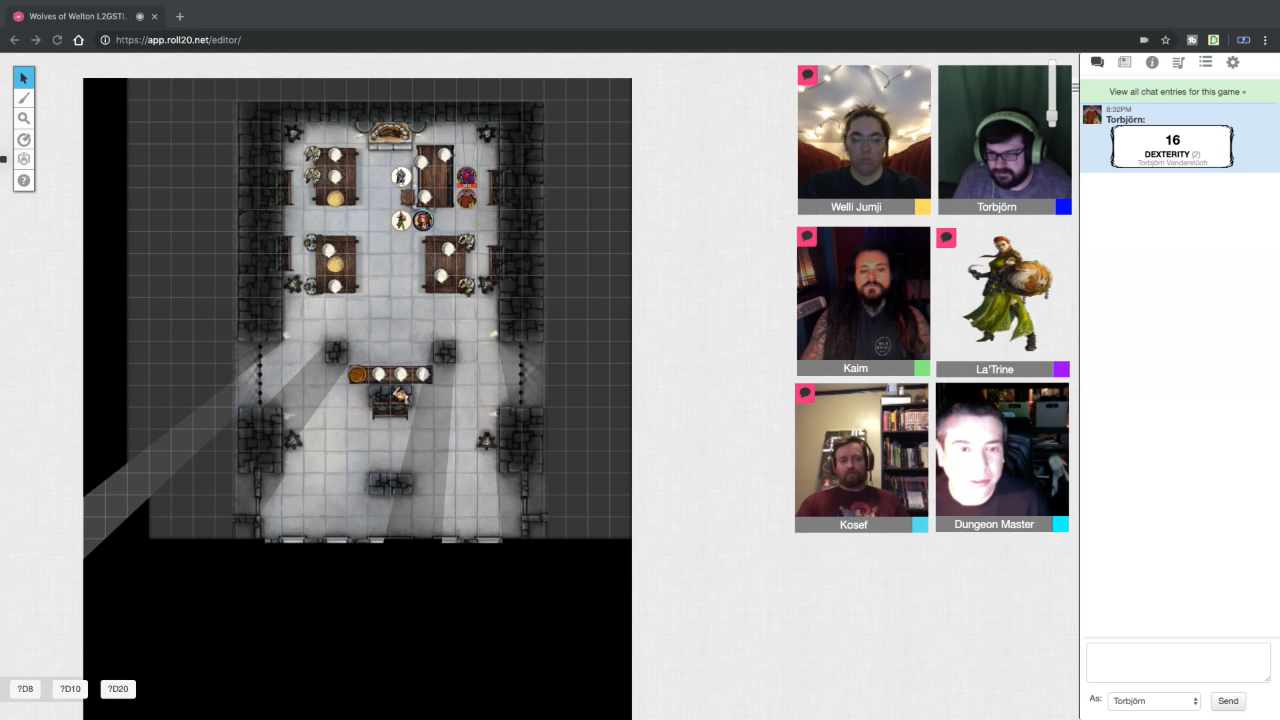 Wolves of Welton L2GSTI.
https://app.roll20.net/editor/
View all chat entries for this game »
8:32PM
Torbjörn:
16
DEXTERITY (2)
Torbjörn Vanderstüch
Welli Jumji
Torbjörn
Kaim
La'Trine
Kosef
Dungeon Master
?D8
?D10
?D20
As:
Torbjörn
Send